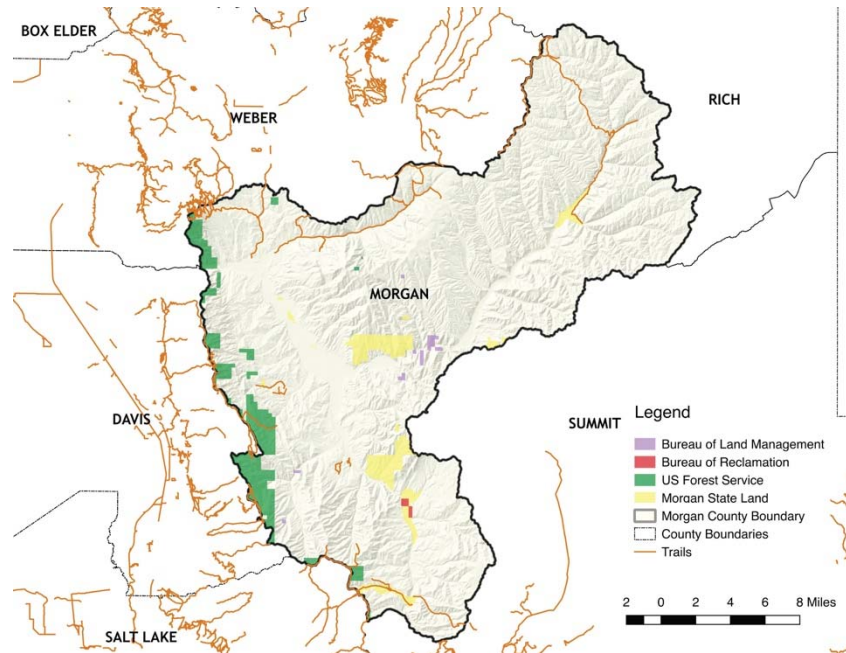 BOX ELDER
WEBER
RICH
MORGAN
DAVIS
SUMMIT
SALT LAKE
Legend
Bureau of Land Management
Bureau of Reclamation
US Forest Service
Morgan State Land
Morgan County Boundary
County Boundaries
Trails
2 0 2 4 6 8 Miles